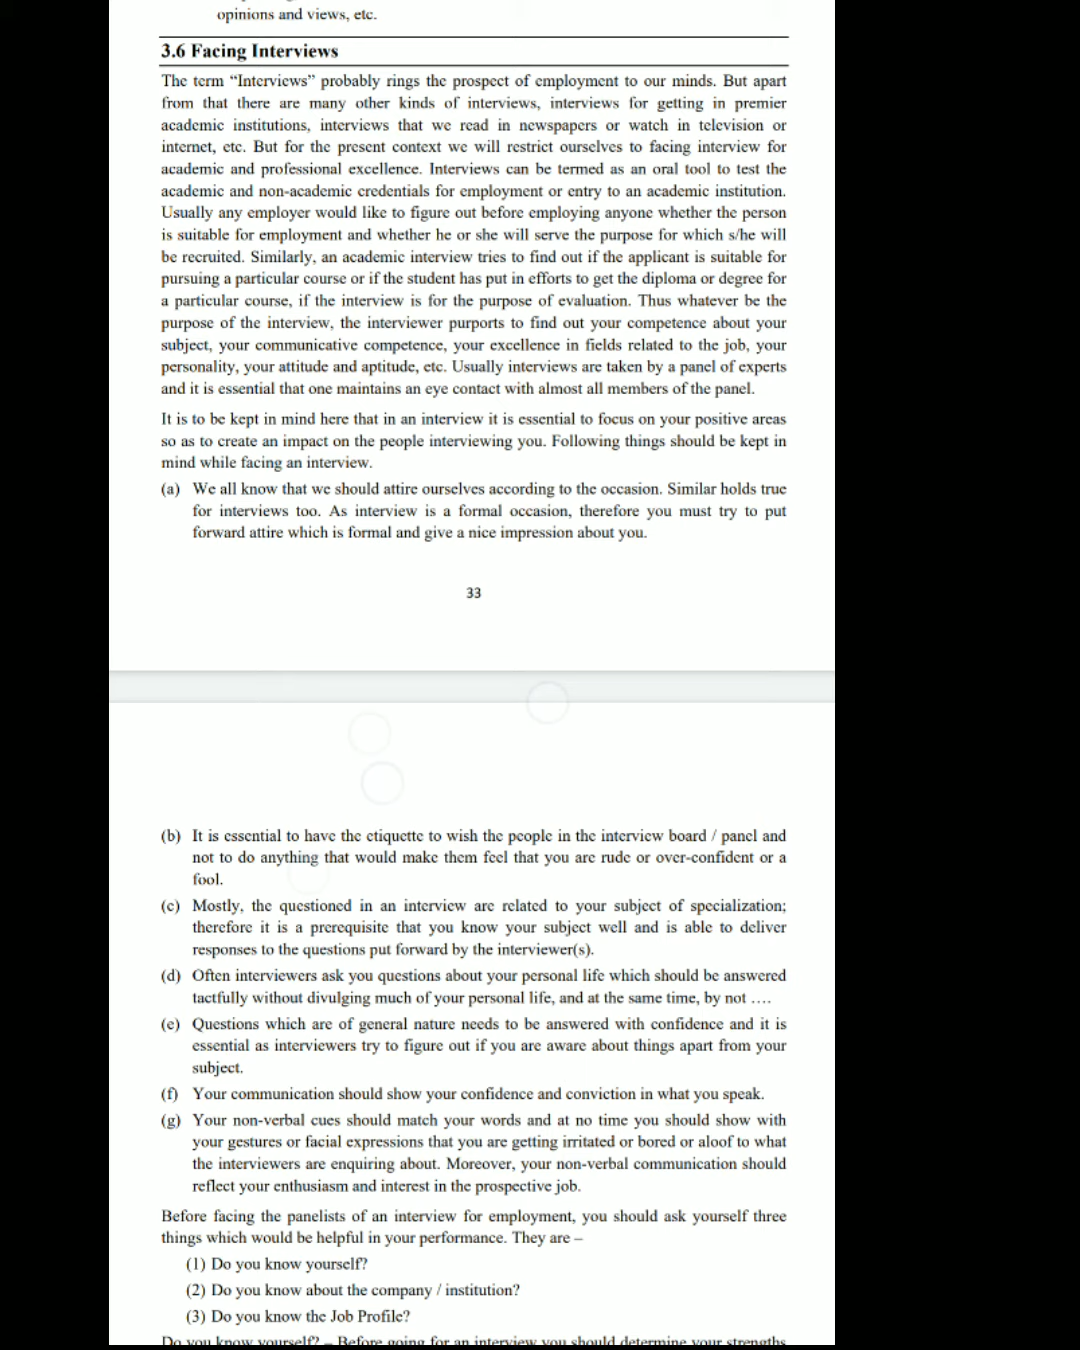 opinions and views, etc.
3.6 Facing Interviews
The term “Interviews” probably rings the prospect of employment to our minds. But apart
from that there are many other kinds of interviews, interviews for getting in premier
academic institutions, interviews that we read in newspapers or watch in television or
internet, etc. But for the present context we will restrict ourselves to facing interview for
academic and professional excellence. Interviews can be termed as an oral tool to test the
academic and non-academic credentials for employment or entry to an academic institution.
Usually any employer would like to figure out before employing anyone whether the person
is suitable for employment and whether he or she will serve the purpose for which s/he will
be recruited. Similarly, an academic interview tries to find out if the applicant is suitable for
pursuing a particular course or if the student has put in efforts to get the diploma or degree for
a particular course, if the interview is for the purpose of evaluation. Thus whatever be the
purpose of the interview, the interviewer purports to find out your competence about your
subject, your communicative competence, your excellence in fields related to the job, your
personality, your attitude and aptitude, etc. Usually interviews are taken by a panel of experts
and it is essential that one maintains an eye contact with almost all members of the panel.
It is to be kept in mind here that in an interview it is essential to focus on your positive areas
so as to create an impact on the people interviewing you. Following things should be kept in
mind while facing an interview.
(a) We all know that we should attire ourselves according to the occasion. Similar holds true
for interviews too. As interview is a formal occasion, therefore you must try to put
forward attire which is formal and give a nice impression about you.
33
(b) It is essential to have the etiquette to wish the people in the interview board / panel and
not to do anything that would make them feel that you are rude or over-confident or a
fool.
(c) Mostly, the questioned in an interview are related to your subject of specialization;
therefore it is a prerequisite that you know your subject well and is able to deliver
responses to the questions put forward by the interviewer(s).
(d) Often interviewers ask you questions about your personal life which should be answered
tactfully without divulging much of your personal life, and at the same time, by not ….
(e) Questions which are of general nature needs to be answered with confidence and it is
essential as interviewers try to figure out if you are aware about things apart from your
subject.
(f) Your communication should show your confidence and conviction in what you speak.
(g) Your non-verbal cues should match your words and at no time you should show with
your gestures or facial expressions that you are getting irritated or bored or aloof to what
the interviewers are enquiring about. Moreover, your non-verbal communication should
reflect your enthusiasm and interest in the prospective job.
Before facing the panelists of an interview for employment, you should ask yourself three
things which would be helpful in your performance. They are –
(1) Do you know yourself?
(2) Do you know about the company / institution?
(3) Do you know the Job Profile?
Do you know yourself? – Before going for an interview you should determine your strengths